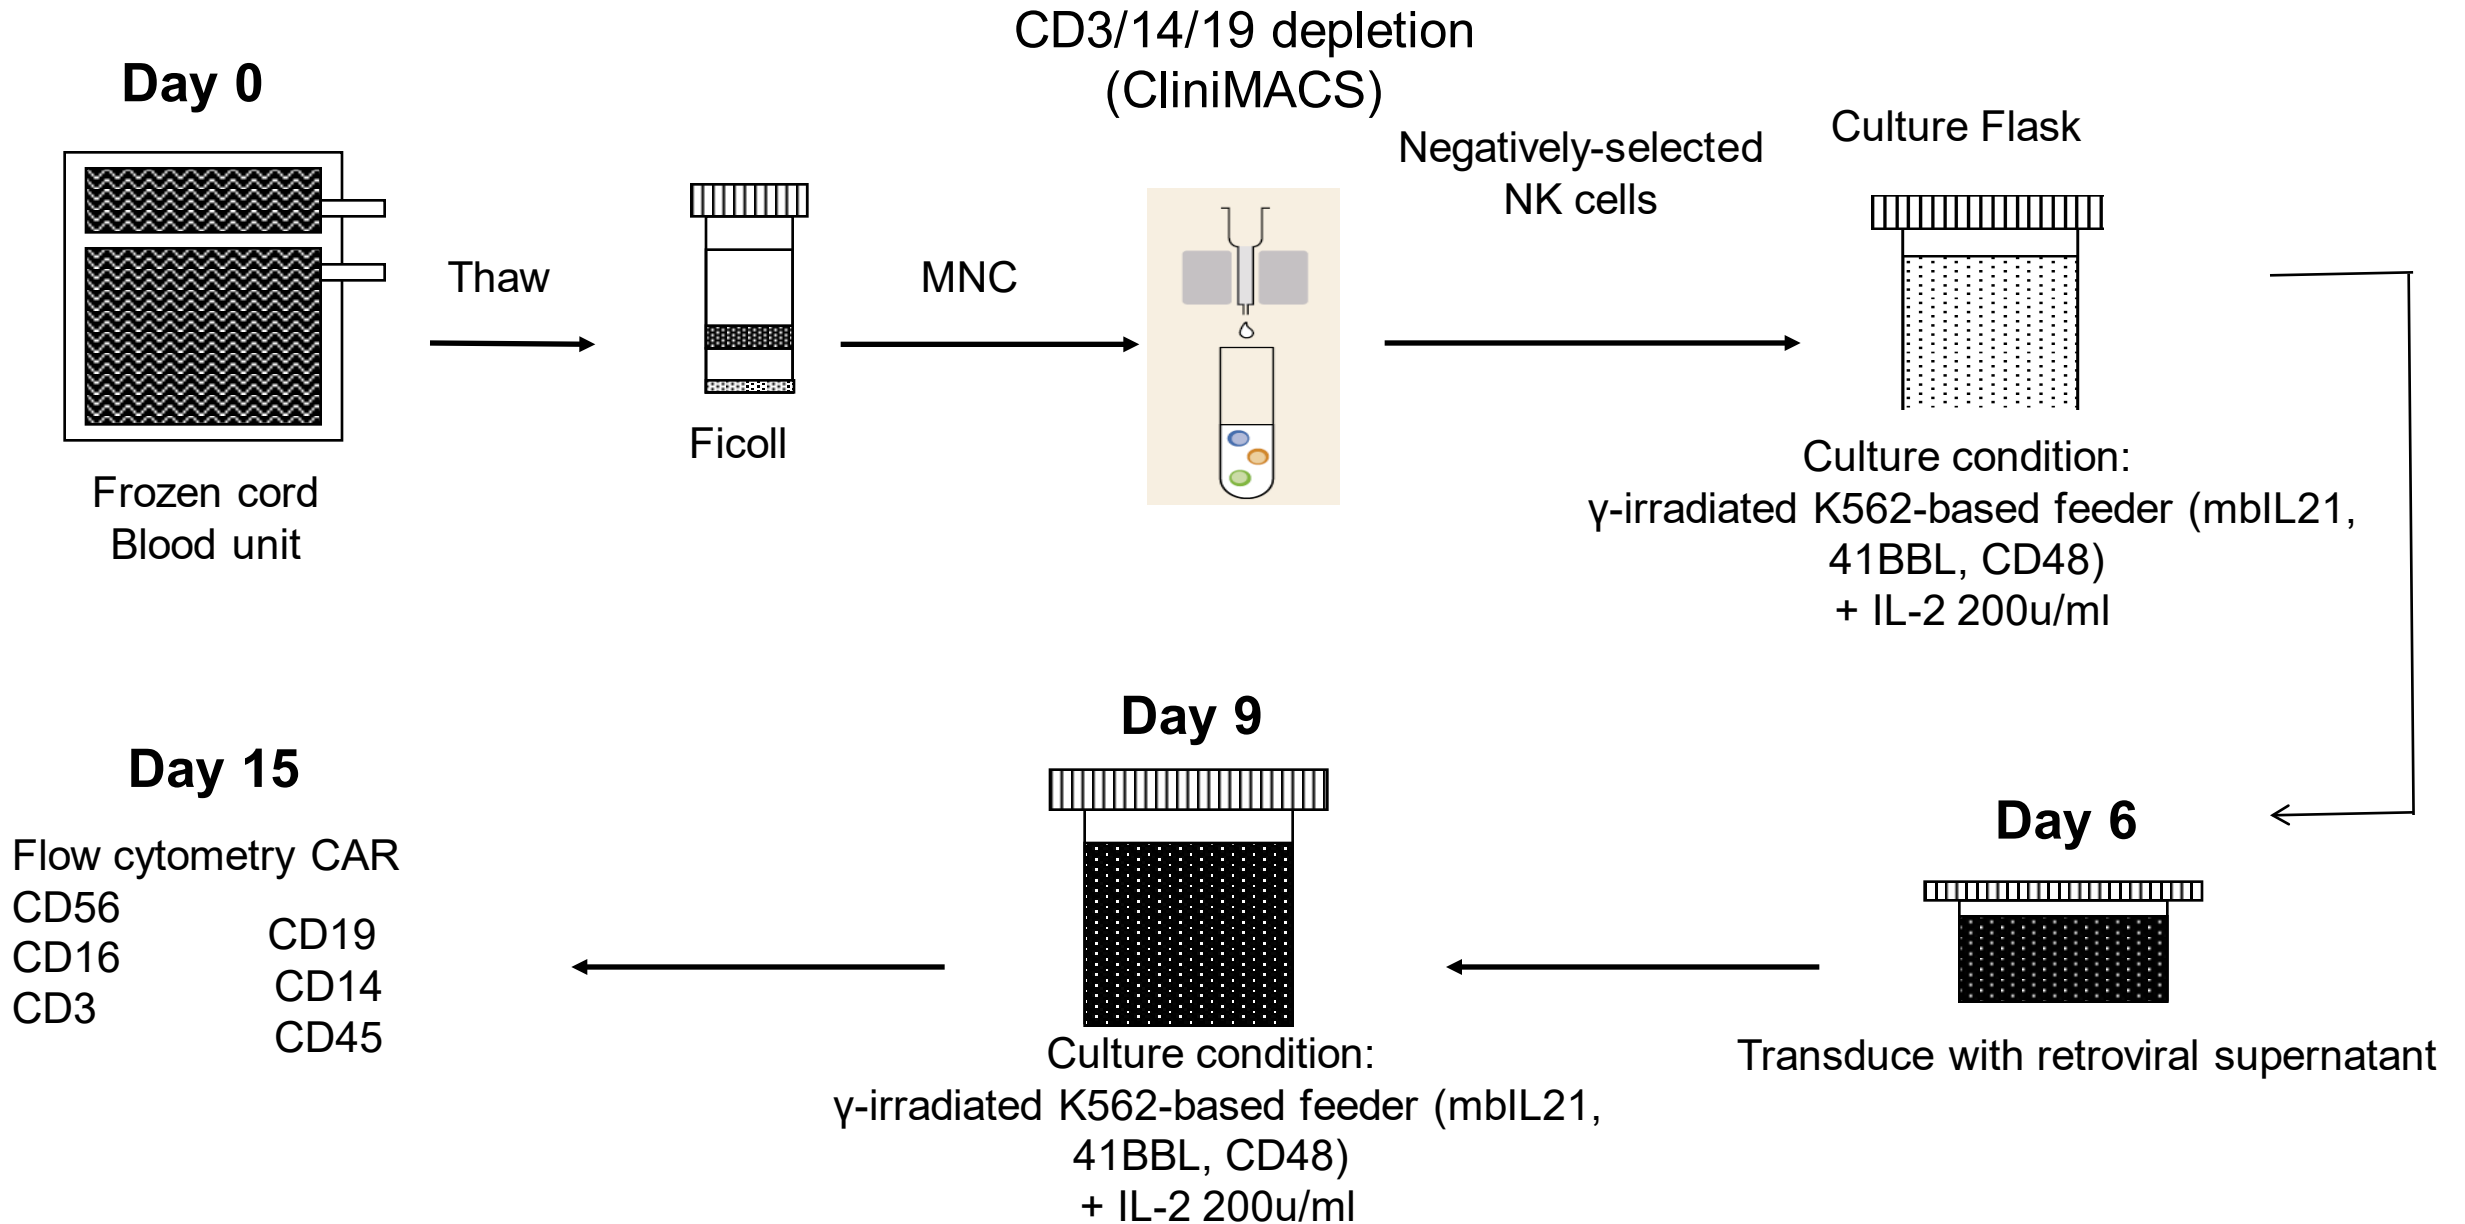 Day 0
Frozen cord
Blood unit
Thaw
Ficoll
MNC
CD3/14/19 depletion
(CliniMACS)
Negatively-selected
NK cells
Culture Flask
Culture condition:
γ-irradiated K562-based feeder (mbIL21,
41BBL, CD48)
+ IL-2 200u/ml
Day 6
Transduce with retroviral supernatant
Day 9
Culture condition:
γ-irradiated K562-based feeder (mbIL21,
41BBL, CD48)
+ IL-2 200u/ml
Day 15
Flow cytometry CAR
CD56
CD16
CD3
CD19
CD14
CD45